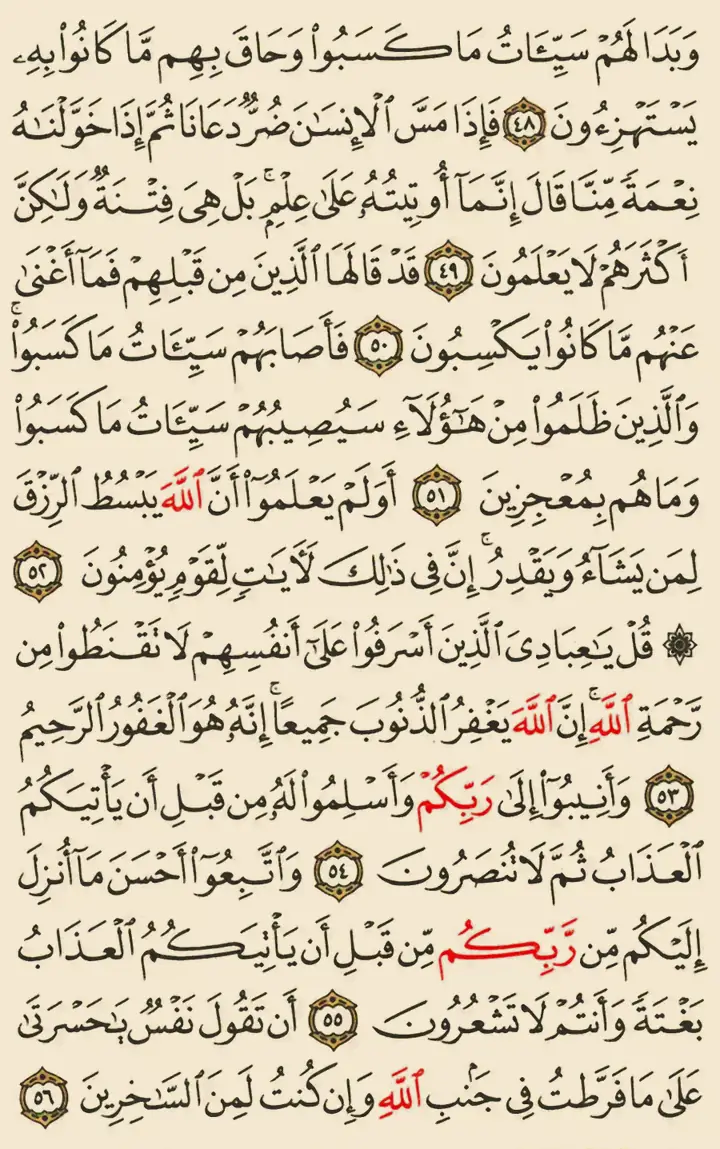 وَبَدَا لَهُمْ سَيِّـَٔاتُ مَا كَسَبُوا۟ وَحَاقَ بِهِم مَّا كَانُوا۟ بِهِۦ
يَسْتَهْزِءُونَ ٤٨ فَإِذَا مَسَّ ٱلْإِنسَٰنَ ضُرٌّ دَعَانَا ثُمَّ إِذَا خَوَّلْنَٰهُ
نِعْمَةً مِّنَّا قَالَ إِنَّمَآ أُوتِيتُهُۥ عَلَىٰ عِلْمٍۭ ۚ بَلْ هِىَ فِتْنَةٌ وَلَٰكِنَّ
أَكْثَرَهُمْ لَا يَعْلَمُونَ ٤٩ قَدْ قَالَهَا ٱلَّذِينَ مِن قَبْلِهِمْ فَمَآ أَغْنَىٰ
عَنْهُم مَّا كَانُوا۟ يَكْسِبُونَ ٥٠ فَأَصَابَهُمْ سَيِّـَٔاتُ مَا كَسَبُوا۟ ۚ
وَٱلَّذِينَ ظَلَمُوا۟ مِنْ هَٰٓؤُلَآءِ سَيُصِيبُهُمْ سَيِّـَٔاتُ مَا كَسَبُوا۟
وَمَا هُم بِمُعْجِزِينَ ٥١ أَوَلَمْ يَعْلَمُوٓا۟ أَنَّ ٱللَّهَ يَبْسُطُ ٱلرِّزْقَ
لِمَن يَشَآءُ وَيَقْدِرُ ۚ إِنَّ فِى ذَٰلِكَ لَءَايَٰتٍ لِّقَوْمٍ يُؤْمِنُونَ ٥٢
۞ قُلْ يَٰعِبَادِىَ ٱلَّذِينَ أَسْرَفُوا۟ عَلَىٰٓ أَنفُسِهِمْ لَا تَقْنَطُوا۟ مِن
رَّحْمَةِ ٱللَّهِ ۚ إِنَّ ٱللَّهَ يَغْفِرُ ٱلذُّنُوبَ جَمِيعًا ۚ إِنَّهُۥ هُوَ ٱلْغَفُورُ ٱلرَّحِيمُ
٥٣ وَأَنِيبُوٓا۟ إِلَىٰ رَبِّكُمْ وَأَسْلِمُوا۟ لَهُۥ مِن قَبْلِ أَن يَأْتِيَكُمُ
ٱلْعَذَابُ ثُمَّ لَا تُنصَرُونَ ٥٤ وَٱتَّبِعُوٓا۟ أَحْسَنَ مَآ أُنزِلَ
إِلَيْكُم مِّن رَّبِّكُم مِّن قَبْلِ أَن يَأْتِيَكُمُ ٱلْعَذَابُ
بَغْتَةً وَأَنتُمْ لَا تَشْعُرُونَ ٥٥ أَن تَقُولَ نَفْسٌ يَٰحَسْرَتَىٰ
عَلَىٰ مَا فَرَّطتُ فِى جَنۢبِ ٱللَّهِ وَإِن كُنتُ لَمِنَ ٱلسَّٰخِرِينَ ٥٦